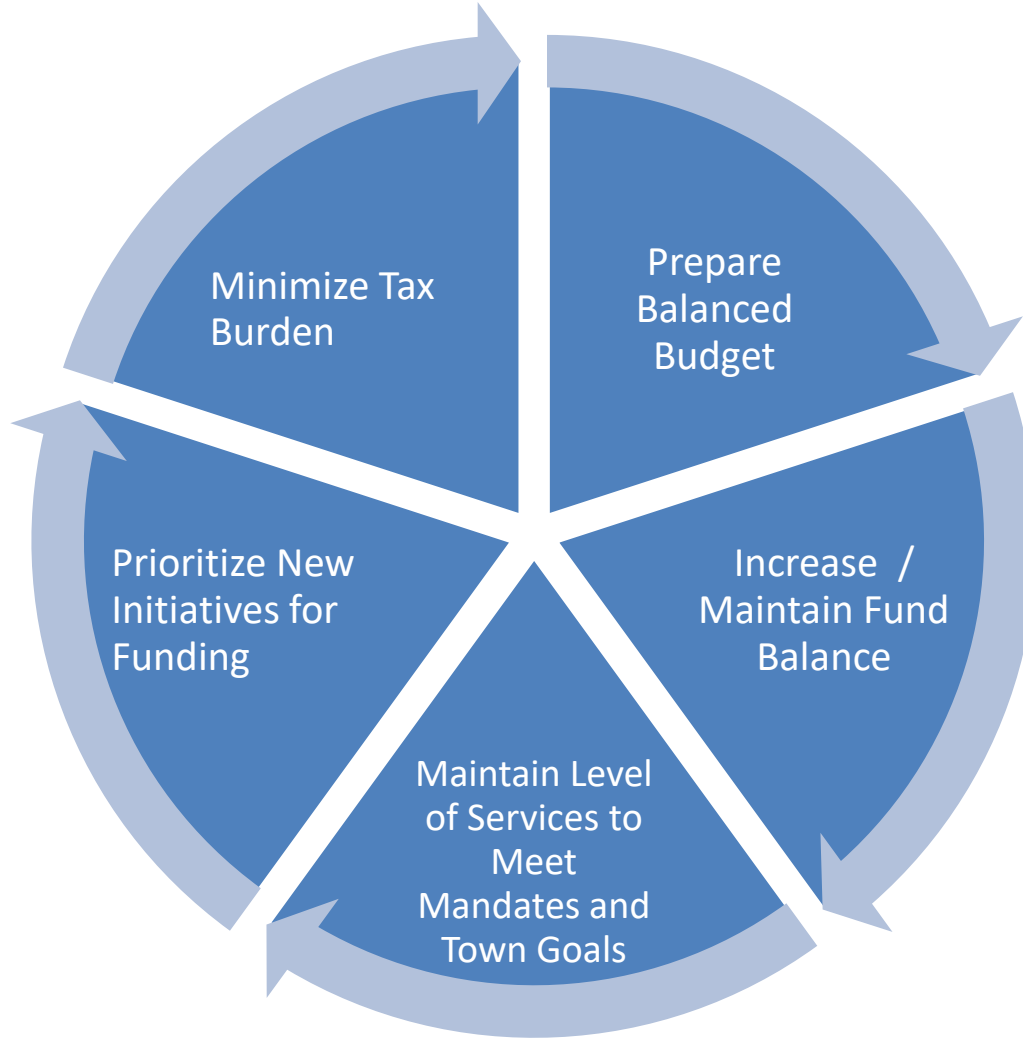 Minimize Tax
Burden
Prepare
Balanced
Budget
Increase  /
Maintain Fund
Balance
Maintain Level
of Services to
Meet
Mandates and
Town Goals
Prioritize New
Initiatives for
Funding